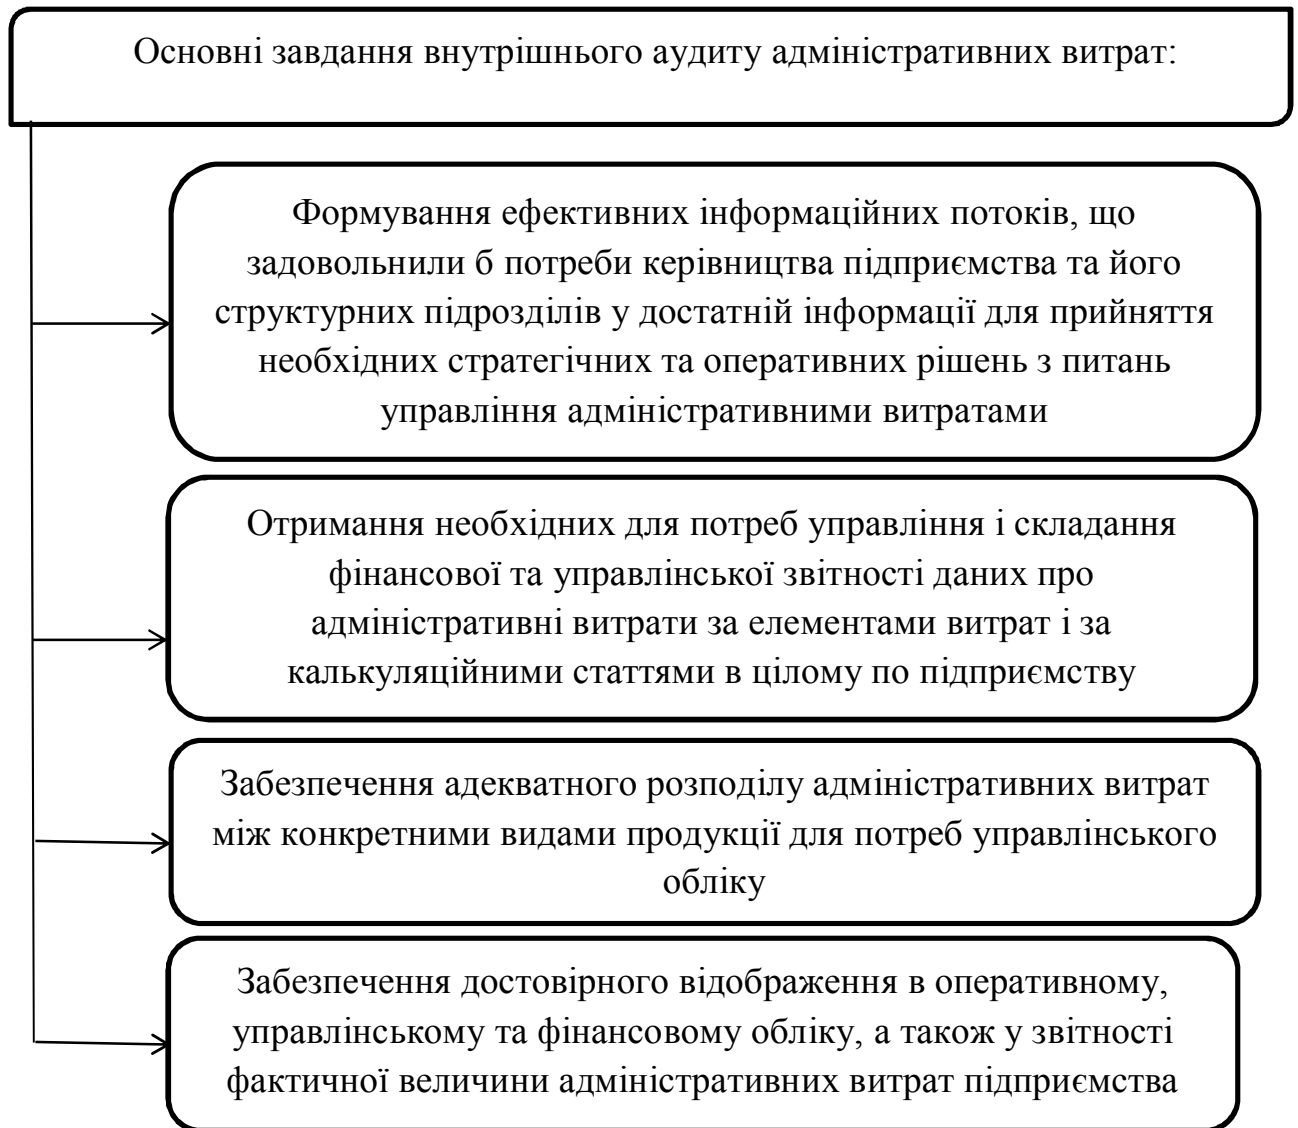 Основні завдання внутрішнього аудиту адміністративних витрат:
Формування ефективних інформаційних потоків, що
задовольнили б потреби керівництва підприємства та його
структурних підрозділів у достатній інформації для прийняття
необхідних стратегічних та оперативних рішень з питань
управління адміністративними витратами
Отримання необхідних для потреб управління і складання
фінансової та управлінської звітності даних про
адміністративні витрати за елементами витрат і за
калькуляційними статтями в цілому по підприємству
Забезпечення адекватного розподілу адміністративних витрат
між конкретними видами продукції для потреб управлінського
обліку
Забезпечення достовірного відображення в оперативному,
управлінському та фінансовому обліку, а також у звітності
фактичної величини адміністративних витрат підприємства